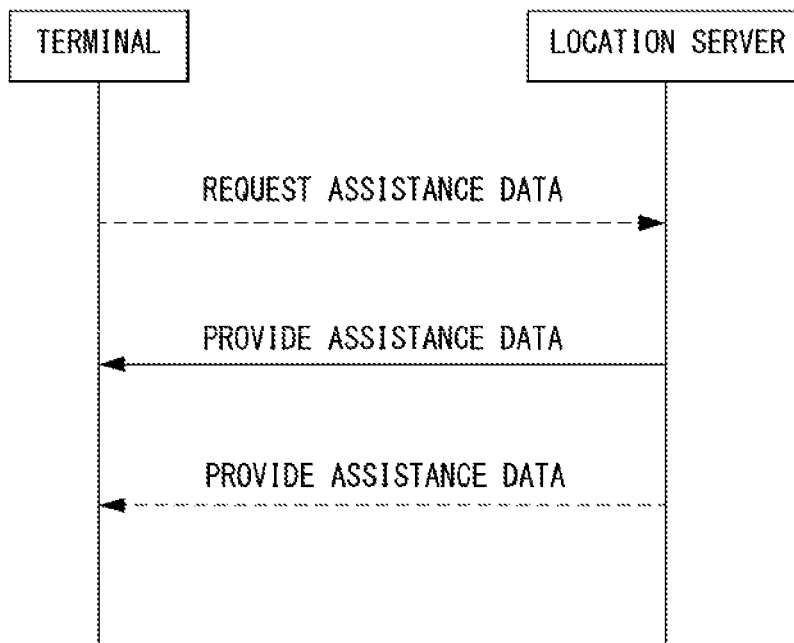 TERMINAL
LOCATION SERVER
REQUEST ASSISTANCE DATA
PROVIDE ASSISTANCE DATA
PROVIDE ASSISTANCE DATA